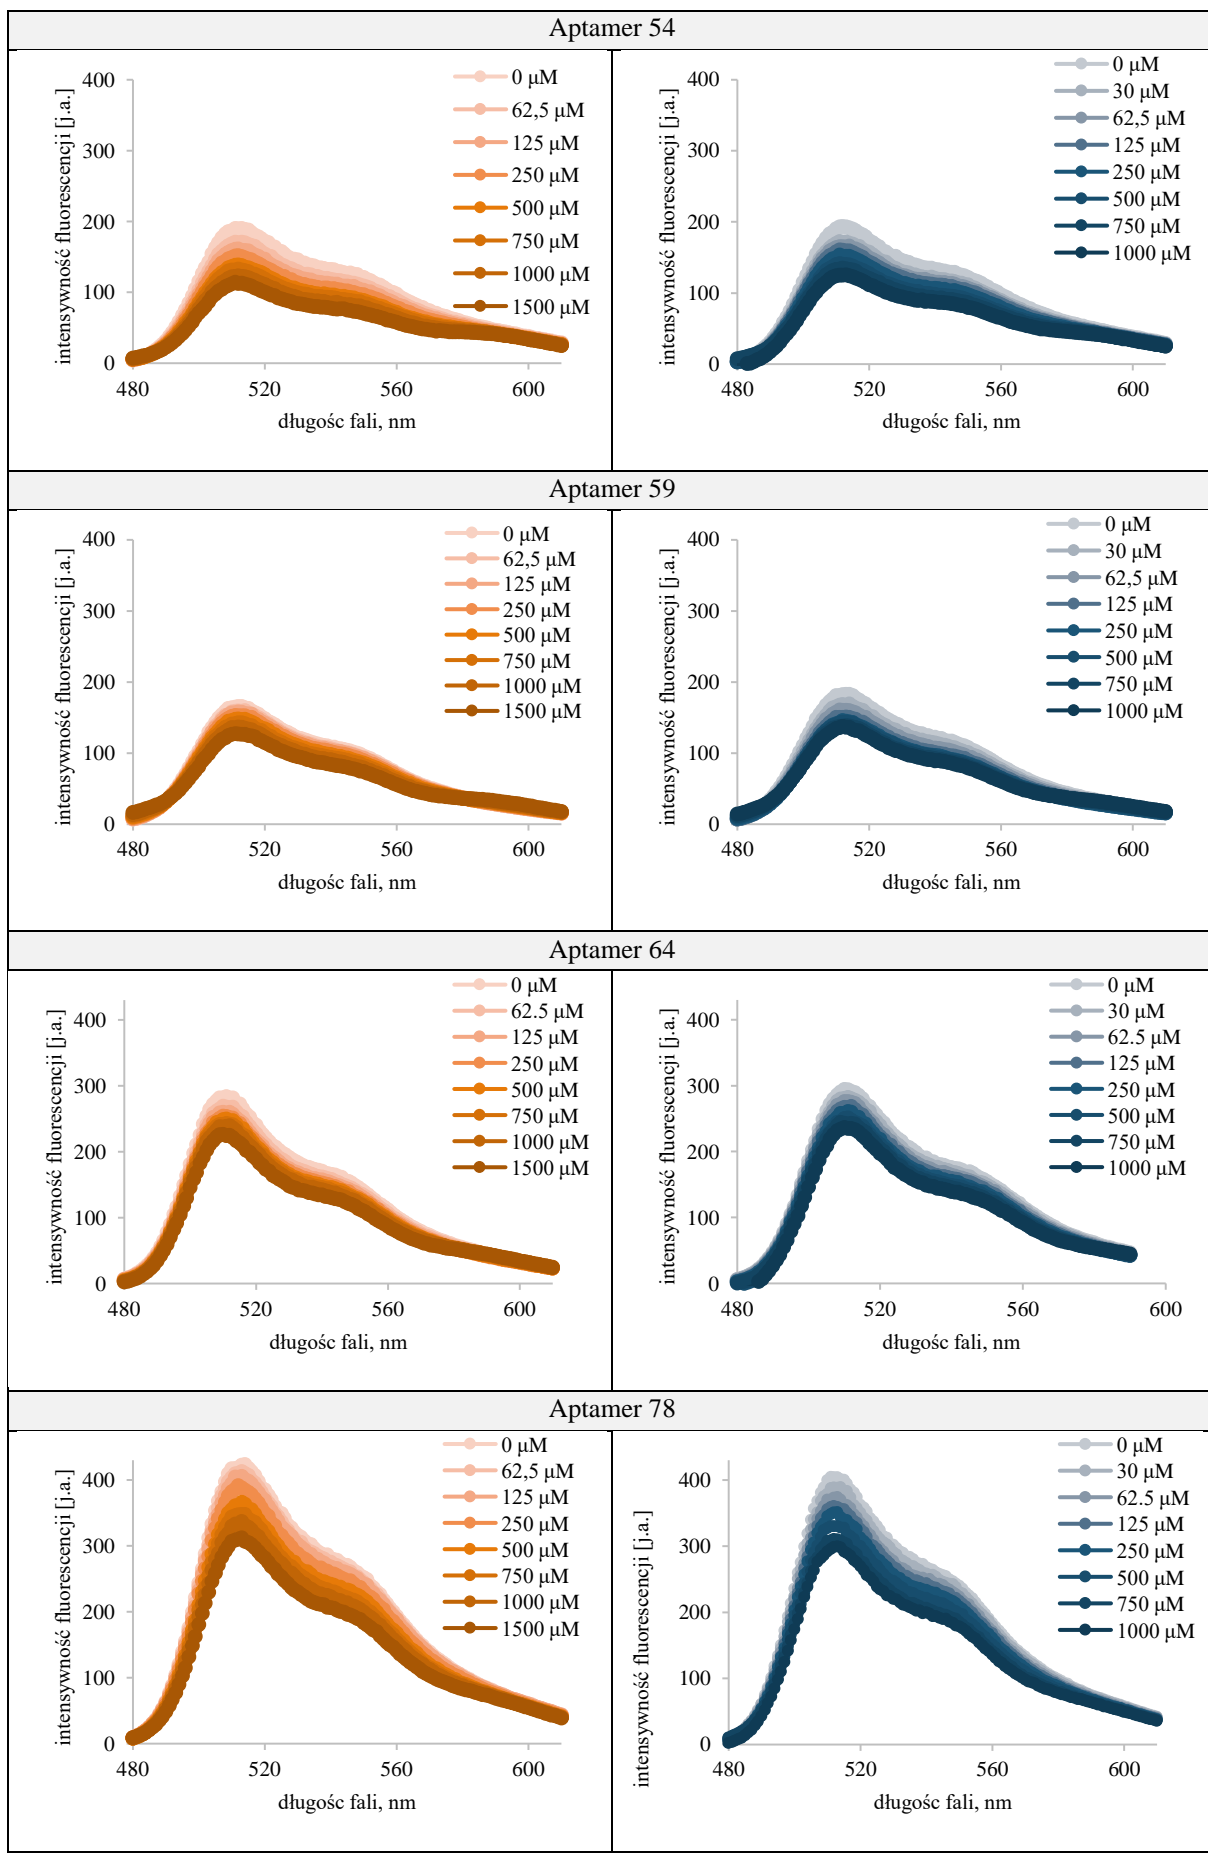 Aptamer 54
intensywność fluorescencji [j.a.]
400
300
200
100
0
480
520
560
600
długośc fali, nm
0 μM
62,5 μM
125 μM
250 μM
500 μM
750 μM
1000 μM
1500 μM
intensywność fluorescencji [j.a.]
400
300
200
100
0
480
520
560
600
długośc fali, nm
0 μM
30 μM
62,5 μM
125 μM
250 μM
500 μM
750 μM
1000 μM
Aptamer 59
intensywność fluorescencji [j.a.]
400
300
200
100
0
480
520
560
600
długośc fali, nm
0 μM
62,5 μM
125 μM
250 μM
500 μM
750 μM
1000 μM
1500 μM
intensywność fluorescencji [j.a.]
400
300
200
100
0
480
520
560
600
długośc fali, nm
0 μM
30 μM
62,5 μM
125 μM
250 μM
500 μM
750 μM
1000 μM
Aptamer 64
intensywność fluorescencji [j.a.]
400
300
200
100
0
480
520
560
600
długośc fali, nm
0 μM
62.5 μM
125 μM
250 μM
500 μM
750 μM
1000 μM
1500 μM
intensywność fluorescencji [j.a.]
400
300
200
100
0
480
520
560
600
długośc fali, nm
0 μM
30 μM
62.5 μM
125 μM
250 μM
500 μM
750 μM
1000 μM
Aptamer 78
intensywność fluorescencji [j.a.]
400
300
200
100
0
480
520
560
600
długośc fali, nm
0 μM
62,5 μM
125 μM
250 μM
500 μM
750 μM
1000 μM
1500 μM
intensywność fluorescencji [j.a.]
400
300
200
100
0
480
520
560
600
długośc fali, nm
0 μM
30 μM
62.5 μM
125 μM
250 μM
500 μM
750 μM
1000 μM